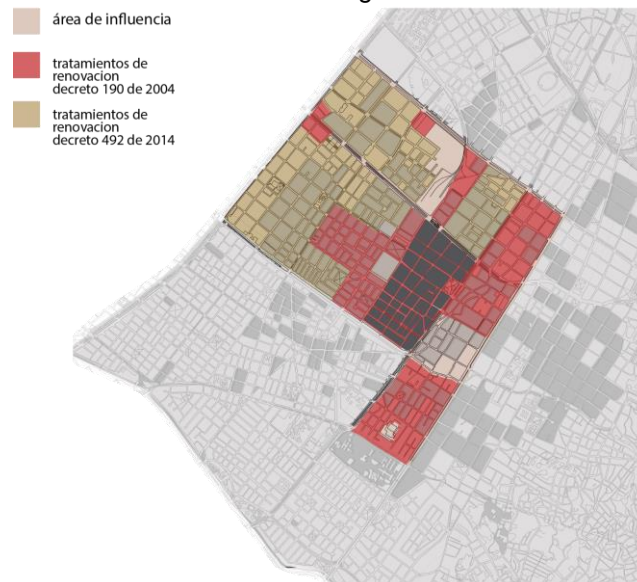 área de influencia
tratamientos de
renovacion
decreto 190 de 2004
tratamientos de
renovacion
decreto 492 de 2014